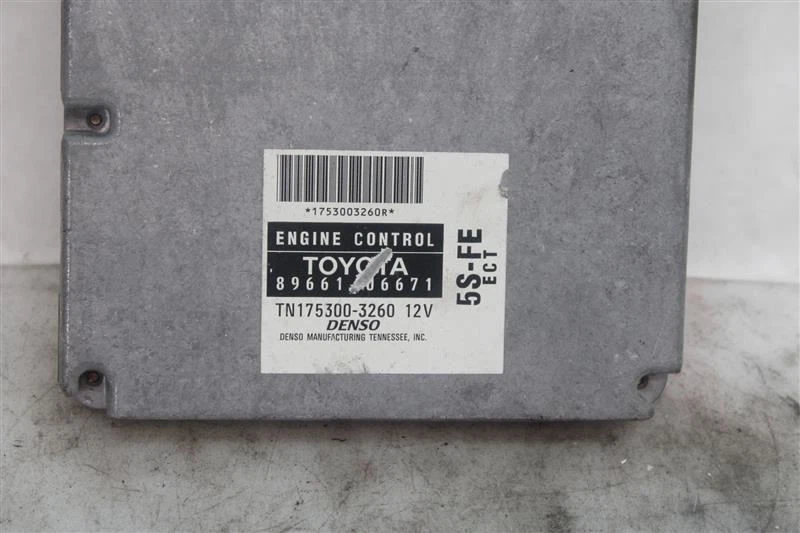 *1753003260R*
ENGINE CONTROL
TOYOTA
89661-06671
TN175300-3260 12V
DENSO
DENSO MANUFACTURING TENNESSEE, INC.
5S-FE
ECT